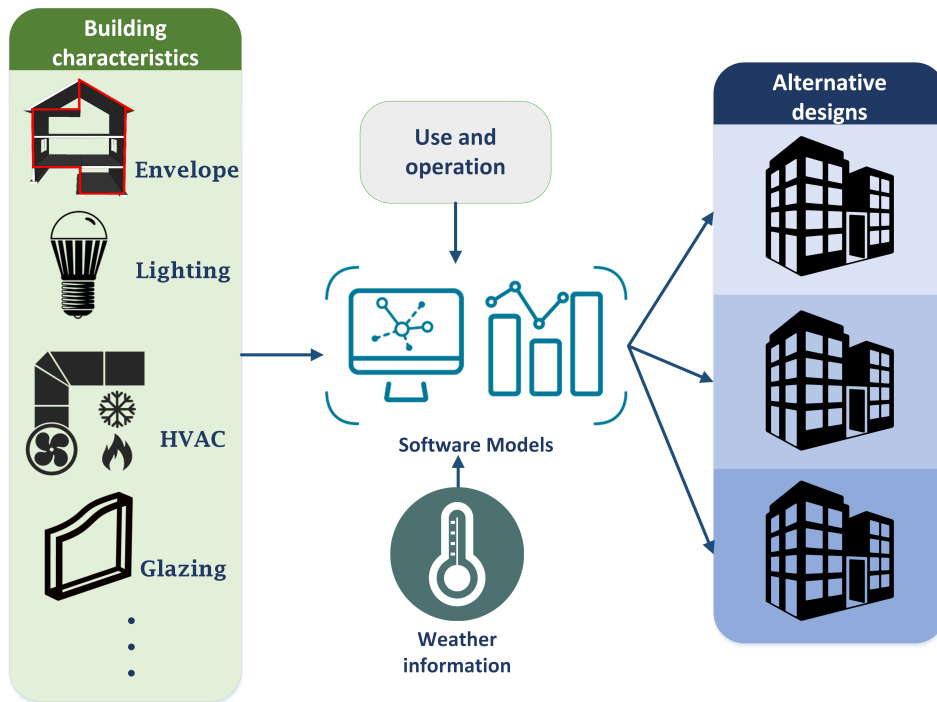 Building
characteristics
Envelope
Lighting
HVAC
Glazing
Use and
operation
Software Models
Weather
information
Alternative
designs